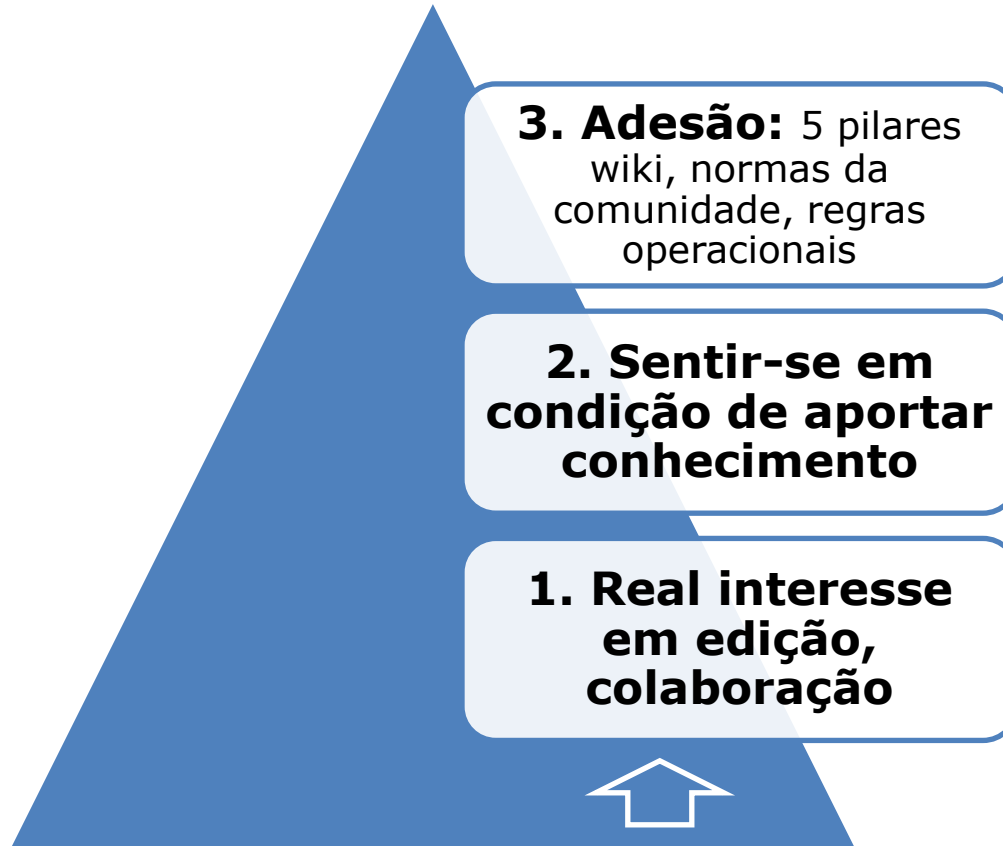 3. Adesão: 5 pilares
wiki, normas da
comunidade, regras
operacionais
2. Sentir-se em
condição de aportar
conhecimento
1. Real interesse
em edição,
colaboração